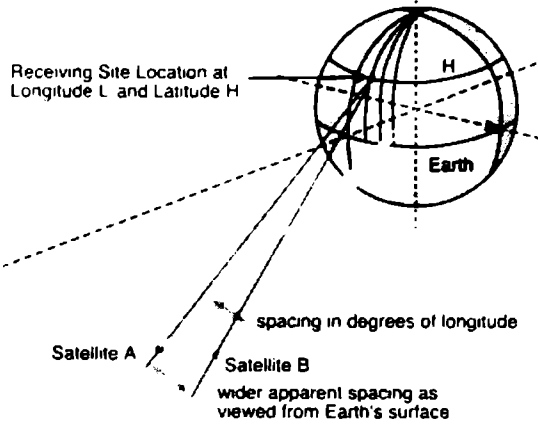 H
Receiving Site Location at
Longitude L and Latitude H
Earth
spacing in degrees of longitude
Satellite A
Satellite B
wider apparent spacing as
viewed from Earth's surface